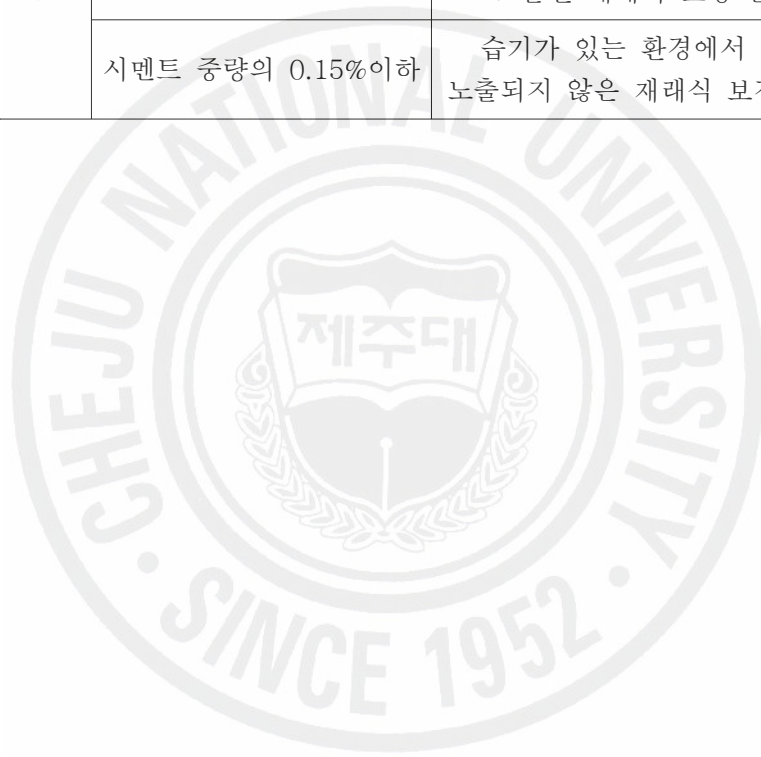 시멘트 중량의 0.15%이하
습기가 있는 환경에서
노출되지 않은 재래식
CHEJU NATIONAL UNIVERSITY
제주대
SINCE 1952